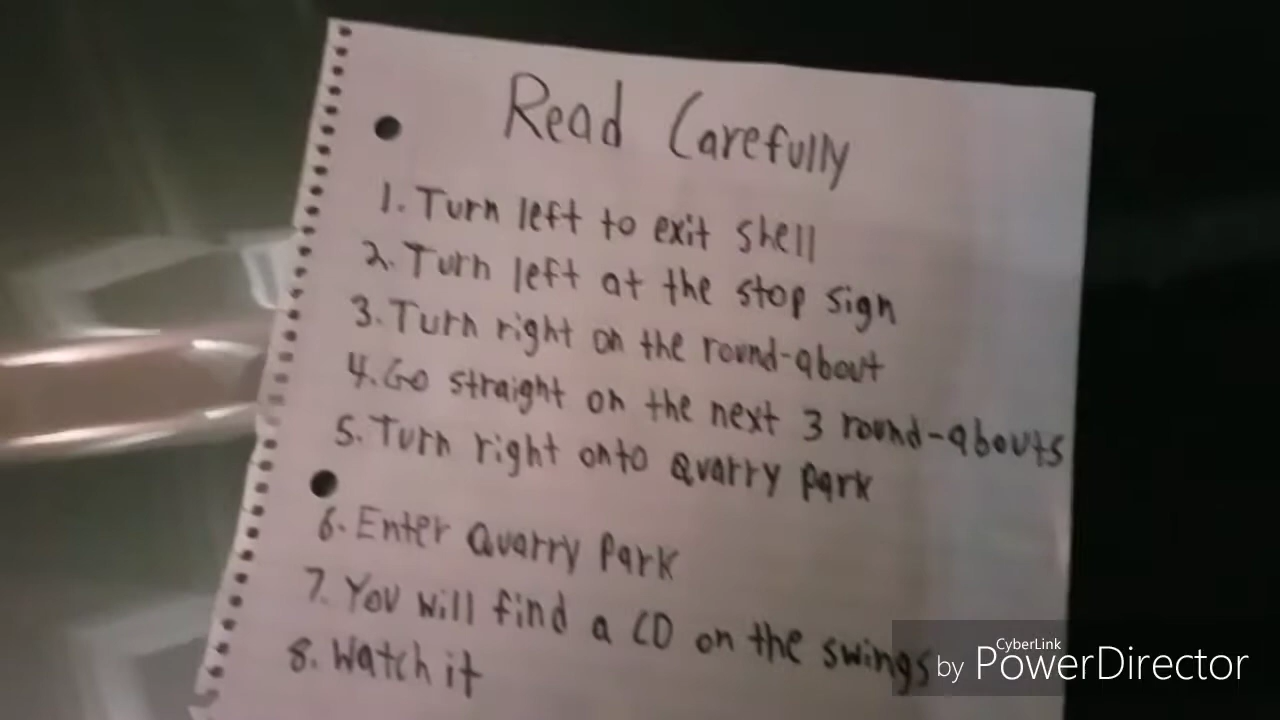 Read Carefully
1. Turn left to exit shell
2. Turn left at the stop sign
3. Turn right on the round-about
4. Go straight on the next 3 round-abouts
5. Turn right onto Quarry park
6. Enter Quarry Park
7. You will find a CD on the swings
8. Watch it
CyberLink
by PowerDirector